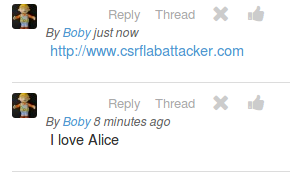 Reply Thread
By Boby just now
http://www.csrflabattacker.com
Reply Thread
By Boby 8 minutes ago
I love Alice